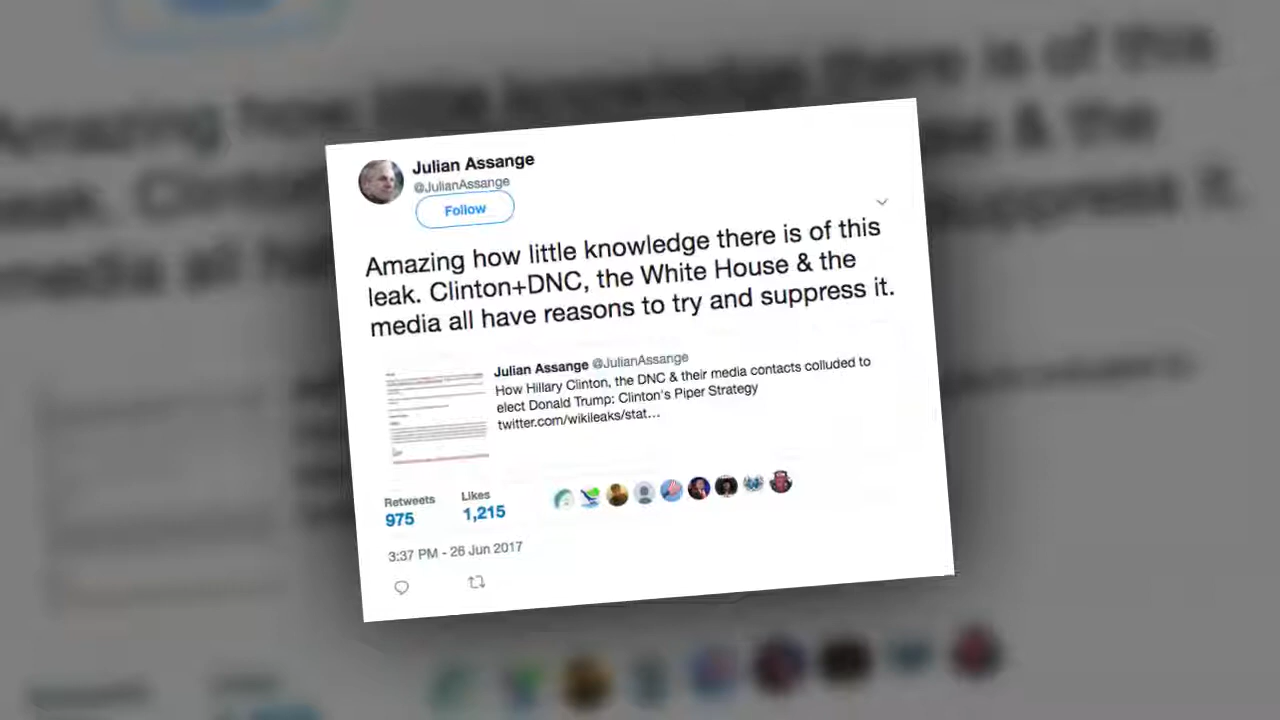 Julian Assange
@JulianAssange
Follow
Amazing how little knowledge there is of this
leak. Clinton+DNC, the White House & the
media all have reasons to try and suppress it.
Julian Assange @JulianAssange
How Hillary Clinton, the DNC & their media contacts colluded to
elect Donald Trump: Clinton's Piper Strategy
twitter.com/wikileaks/stat...
Retweets Likes
975 1,215
3:37 PM - 26 Jun 2017